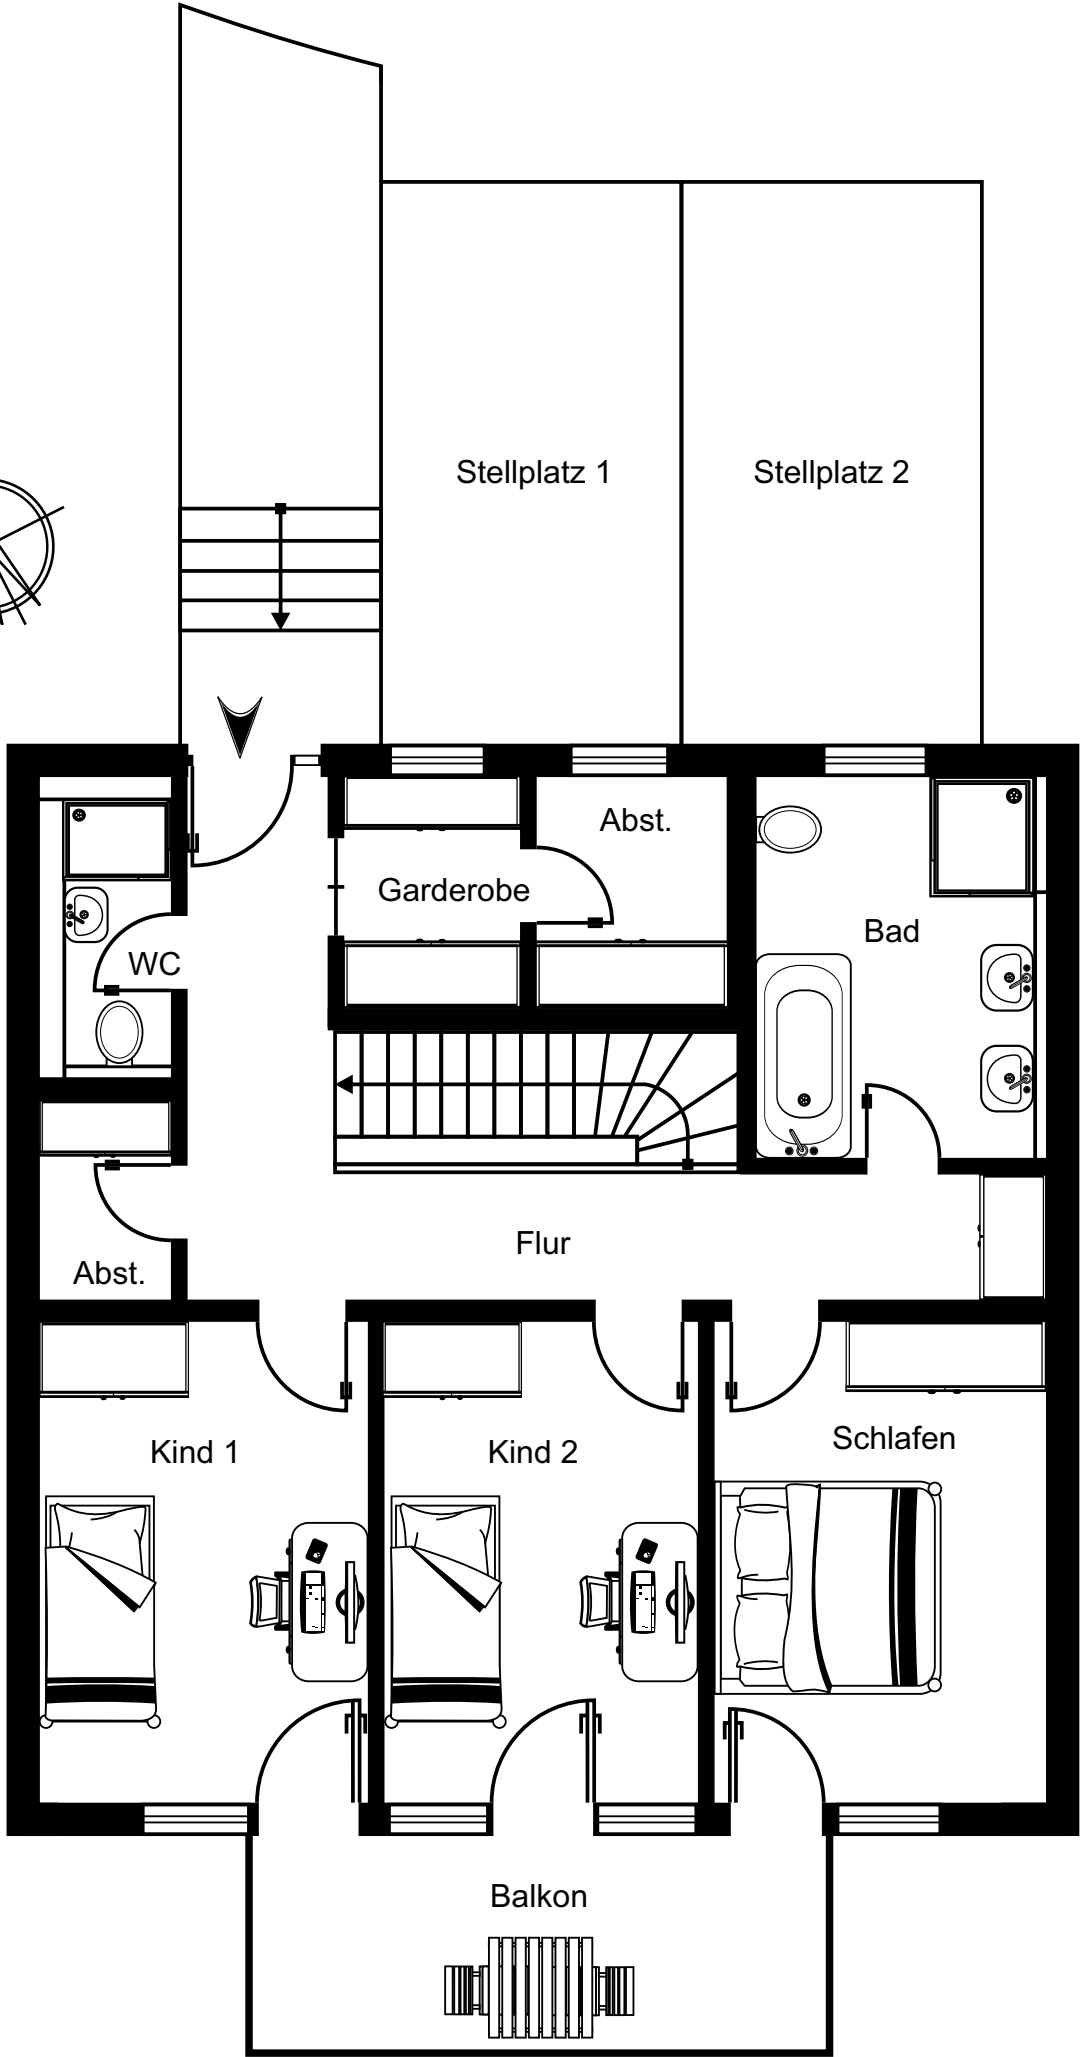 Stellplatz 1
Stellplatz 2
Abst.
Garderobe
Bad
WC
Flur
Abst.
Kind 1
Kind 2
Schlafen
Balkon